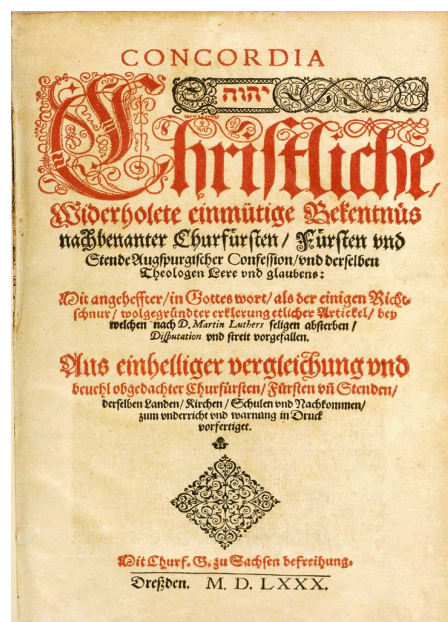 CONCORDIA
יהוה
Christliche,
Widerholete einmütige Bekentnüs
nachbenanter Churfürsten/ Fürsten vnd
Stende Augspurgischer Confession/vnd derselben
Theologen Lere vnd glaubens:
Mit angeheffter/in Gottes wort/als der einigen Richt-
schnur/wolgegründter erklerung etlicher Artickel/bey
welchen nach D. Martin Luthers seligen absterben/
Disputation vnd streit vorgefallen.
Aus einhelliger vergleichung vnd
beuehl obgedachter Churfürsten/Fürsten vñ Stenden/
derselben Landen/Kirchen/Schulen vnd Nachkommen/
zum vnderricht vnd warnung in Druck
vorfertiget.
Mit Churf. G. zu Sachsen befreihung.
Dreßden. M. D. LXXX.